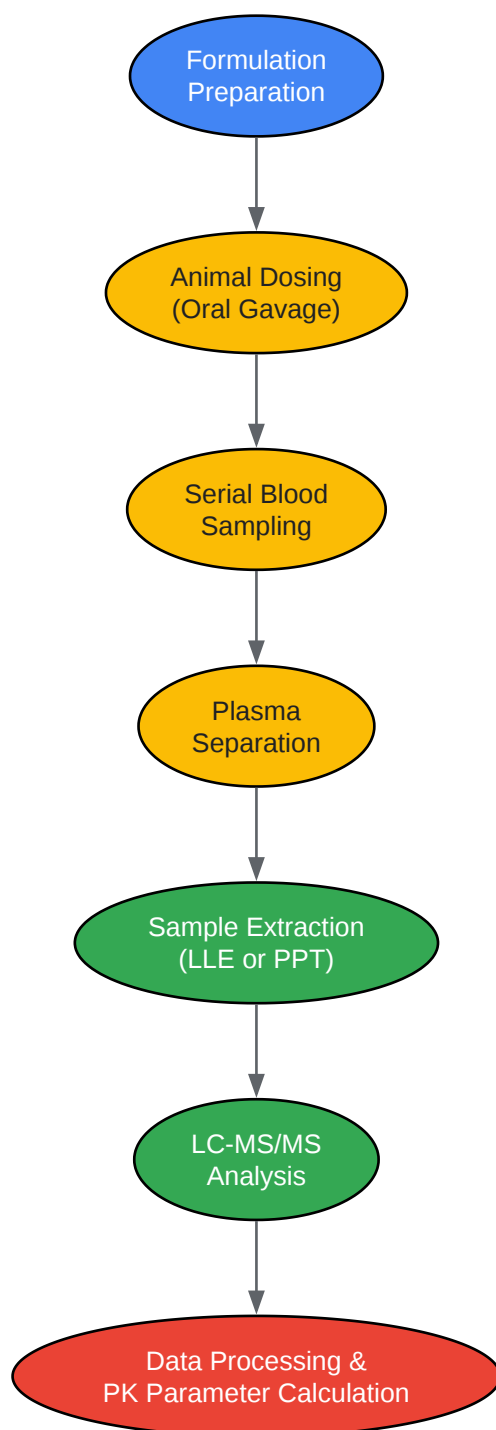 Formulation
Preparation
Animal Dosing
(Oral Gavage)
Serial Blood
Sampling
Plasma
Separation
Sample Extraction
(LLE or PPT)
LC-MS/MS
Analysis
Data Processing &
PK Parameter Calculation